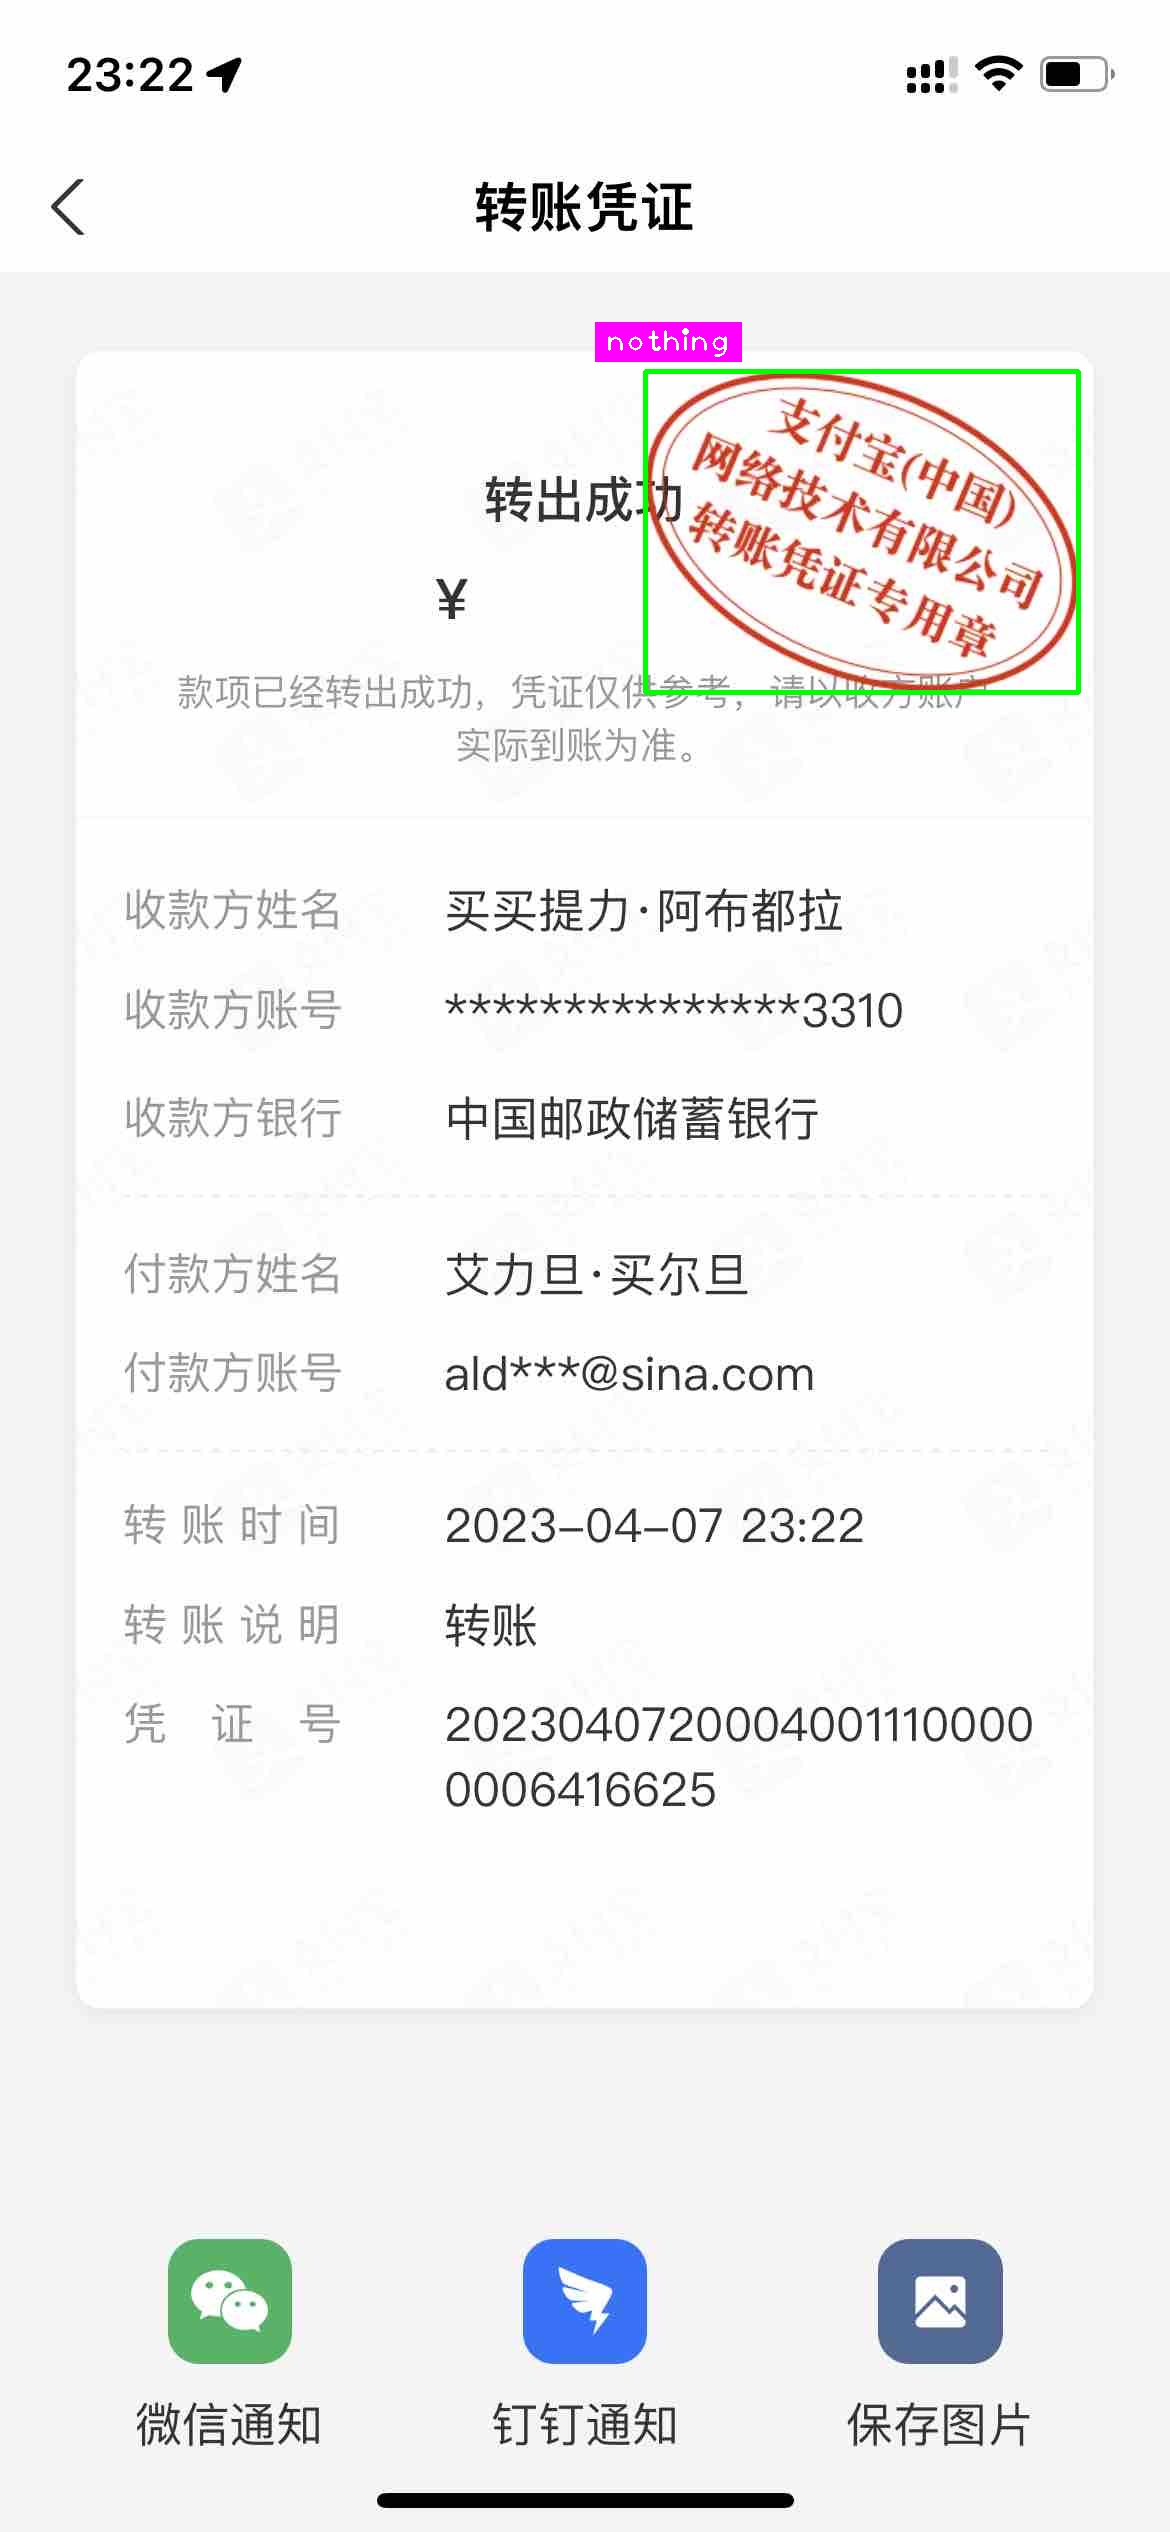 23:22
转账凭证
nothing
支付宝(中国)
网络技术有限公司
转账凭证专用章
转出成功
¥
款项已经转出成功，凭证仅供参考，请以收方账户
实际到账为准。
收款方姓名 买买提力·阿布都拉
收款方账号 ***************3310
收款方银行 中国邮政储蓄银行
付款方姓名 艾力旦·买尔旦
付款方账号 ald***@sina.com
转账时间 2023-04-07 23:22
转账说明 转账
凭证号 20230407200040011100000006416625
微信通知 钉钉通知 保存图片